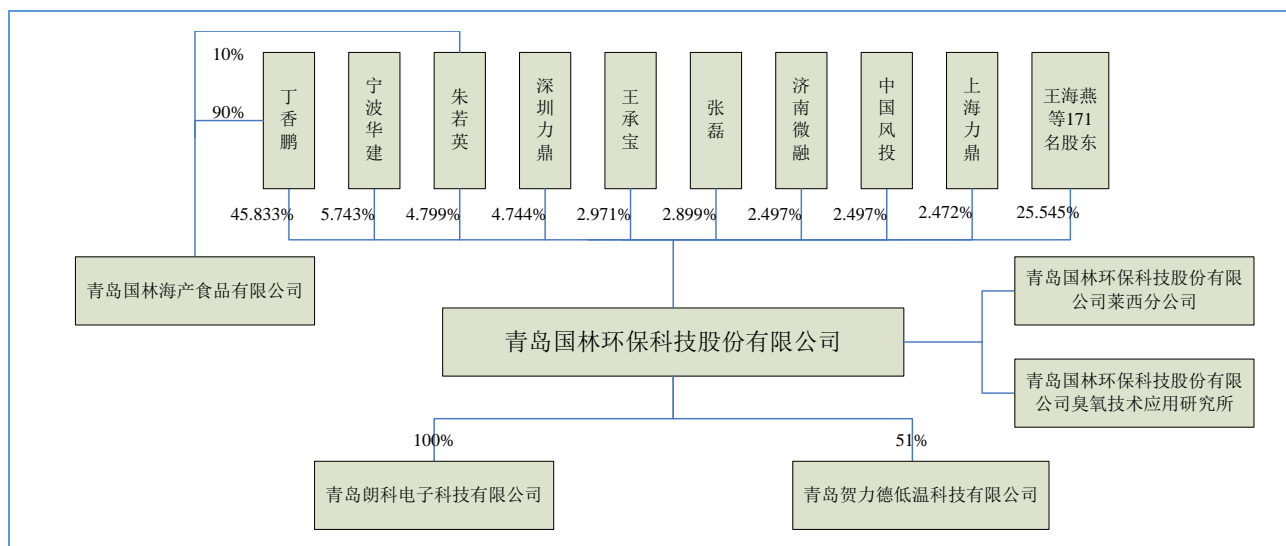 10%
90%
丁香鹏
宁波华建
朱若英
深圳力鼎
王承宝
张磊
济南微融
中国风投
上海力鼎
王海燕
等171
名股东
45.833%
5.743%
4.799%
4.744%
2.971%
2.899%
2.497%
2.497%
2.472%
25.545%
青岛国林海产食品有限公司
青岛国林环保科技股份有限
公司莱西分公司
青岛国林环保科技股份有限公司
青岛国林环保科技股份有限
公司臭氧技术应用研究所
100%
51%
青岛朗科电子科技有限公司
青岛贺力德低温科技有限公司